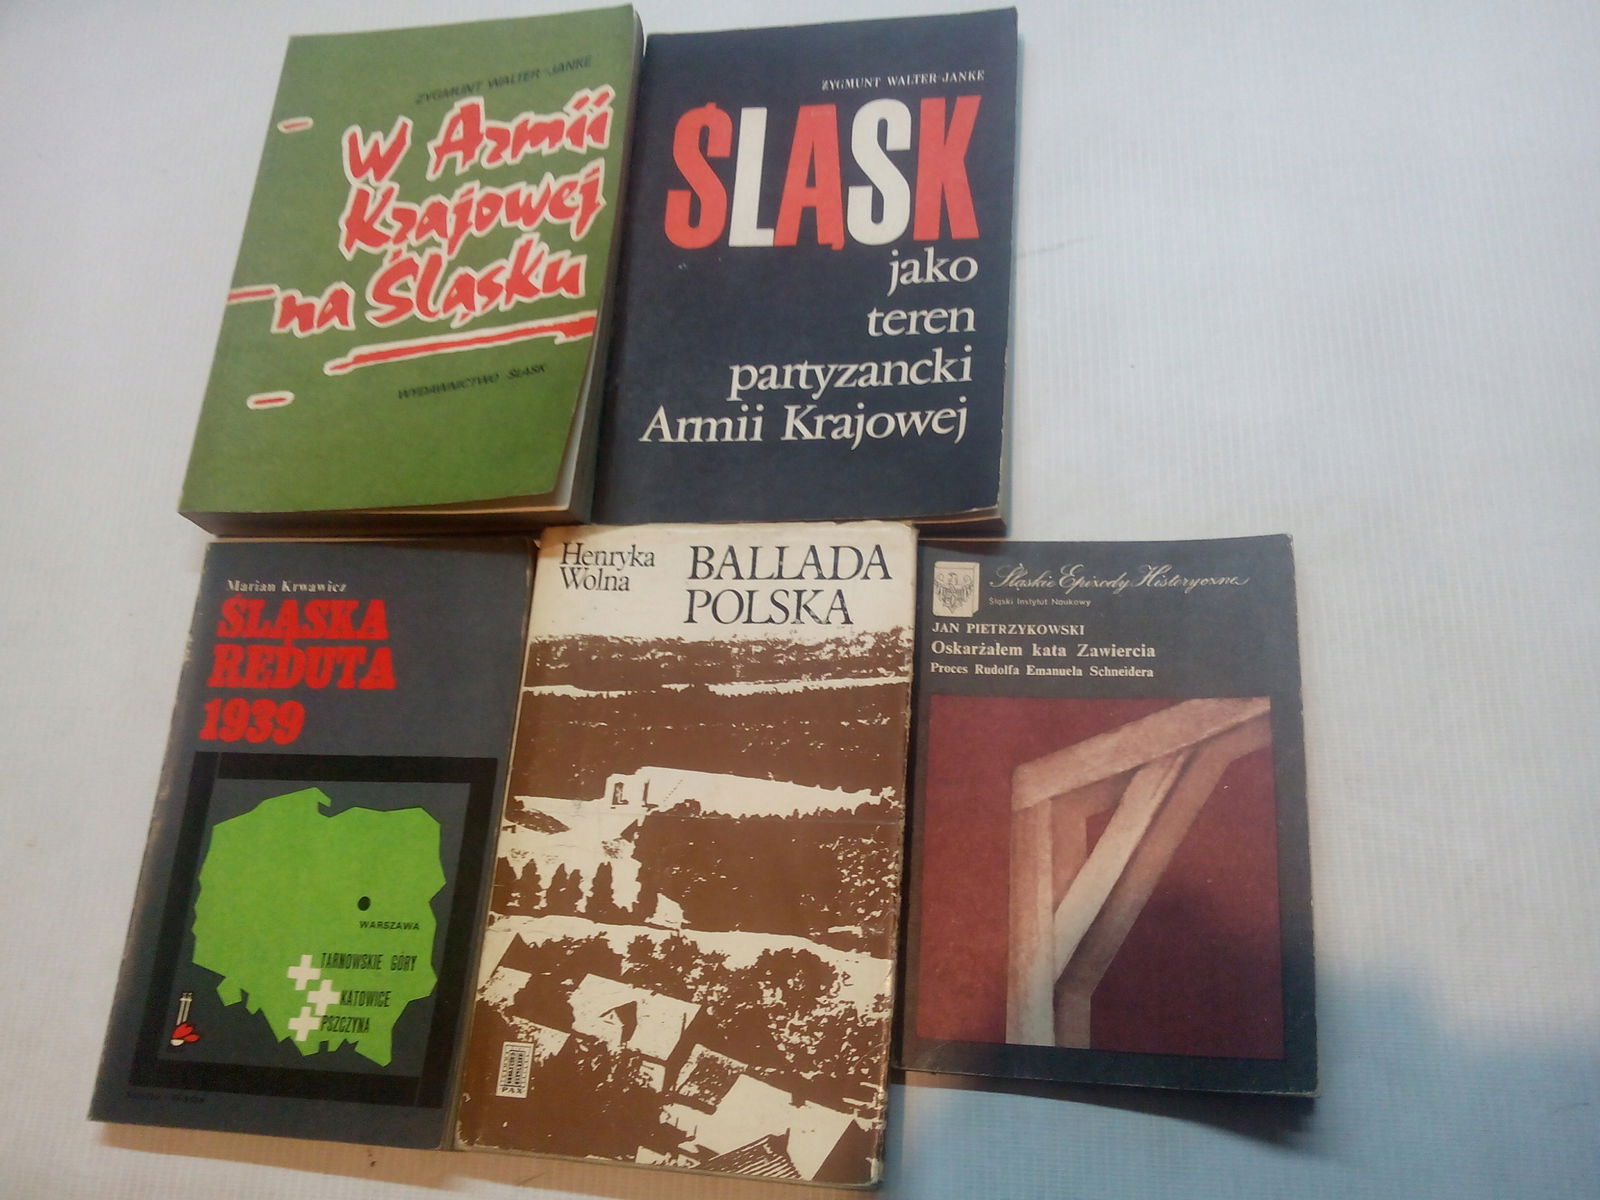 ZYGMUNT WALTER-JANKE
W Armii
Krajowej
na Śląsku
WYDAWNICTWO ŚLĄSK
ZYGMUNT WALTER-JANKE
ŚLĄSK
jako
teren
partyzancki
Armii Krajowej
Marian Krwawicz
ŚLĄSKA
REDUTA
1939
WARSZAWA
TARNOWSKIE GÓRY
KATOWICE
PSZCZYNA
Henryka
Wolna
BALLADA
POLSKA
PAX
Śląskie Epizody Historyczne
Śląski Instytut Naukowy
JAN PIETRZYKOWSKI
Oskarżałem kata Zawiercia
Proces Rudolfa Emanuela Schneidera